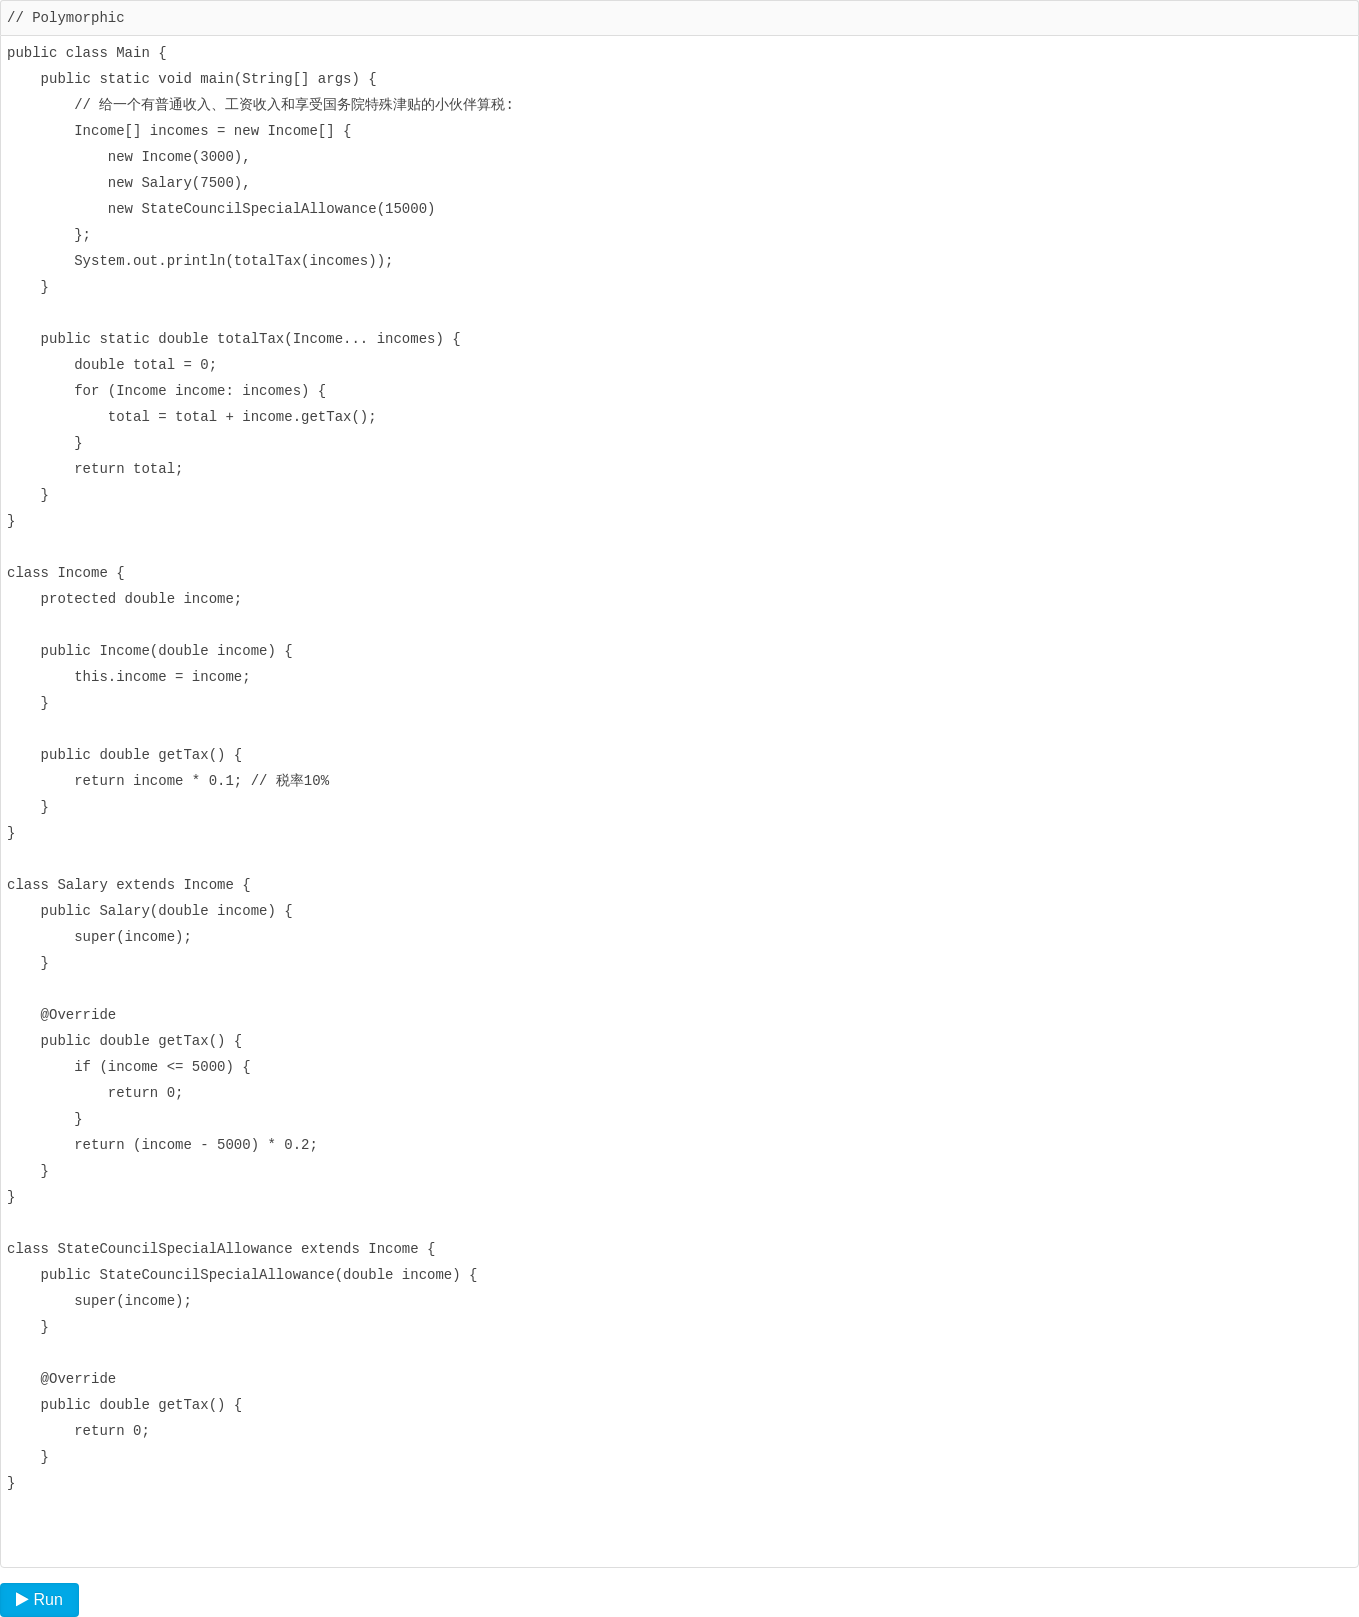 // Polymorphic
public class Main {
    public static void main(String[] args) {
        // 给一个有普通收入、工资收入和享受国务院特殊津贴的小伙伴算税:
        Income[] incomes = new Income[] {
            new Income(3000),
            new Salary(7500),
            new StateCouncilSpecialAllowance(15000)
        };
        System.out.println(totalTax(incomes));
    }

    public static double totalTax(Income... incomes) {
        double total = 0;
        for (Income income: incomes) {
            total = total + income.getTax();
        }
        return total;
    }
}

class Income {
    protected double income;

    public Income(double income) {
        this.income = income;
    }

    public double getTax() {
        return income * 0.1; // 税率10%
    }
}

class Salary extends Income {
    public Salary(double income) {
        super(income);
    }

    @Override
    public double getTax() {
        if (income <= 5000) {
            return 0;
        }
        return (income - 5000) * 0.2;
    }
}

class StateCouncilSpecialAllowance extends Income {
    public StateCouncilSpecialAllowance(double income) {
        super(income);
    }

    @Override
    public double getTax() {
        return 0;
    }
}
Run